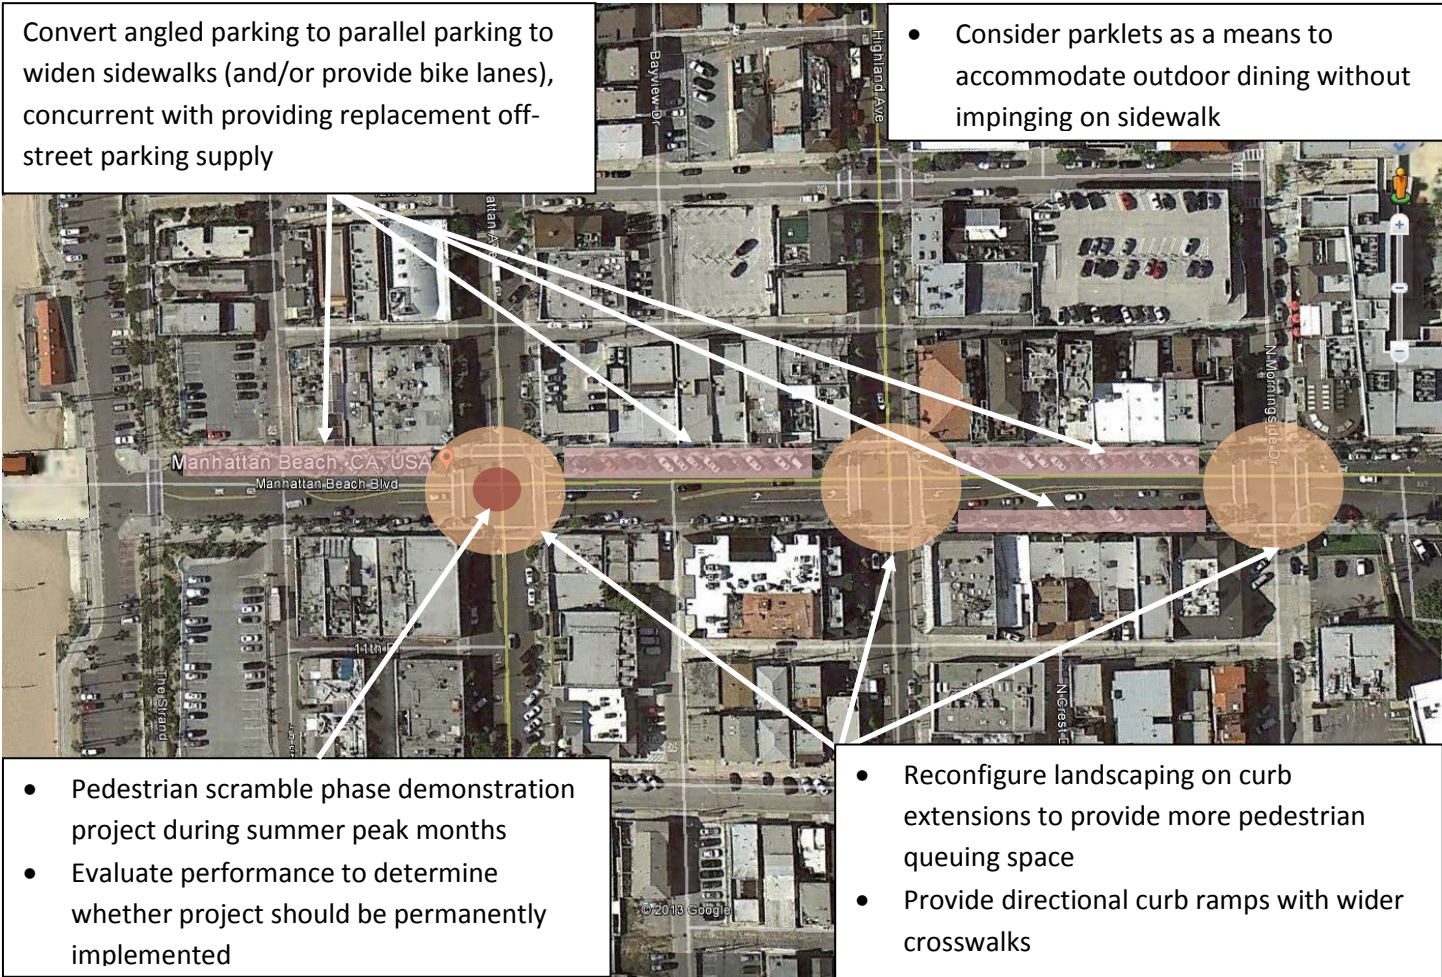 Convert angled parking to parallel parking to
widen sidewalks (and/or provide bike lanes),
concurrent with providing replacement off-
street parking supply
• Consider parklets as a means to
accommodate outdoor dining without
impinging on sidewalk
Bayview Dr
Highland Ave
N Morningside Dr
Manhattan Beach, CA, USA
Manhattan Beach Blvd
The Strand
11th
N Crest
© 2013 Google
• Pedestrian scramble phase demonstration
project during summer peak months
• Evaluate performance to determine
whether project should be permanently
implemented
• Reconfigure landscaping on curb
extensions to provide more pedestrian
queuing space
• Provide directional curb ramps with wider
crosswalks